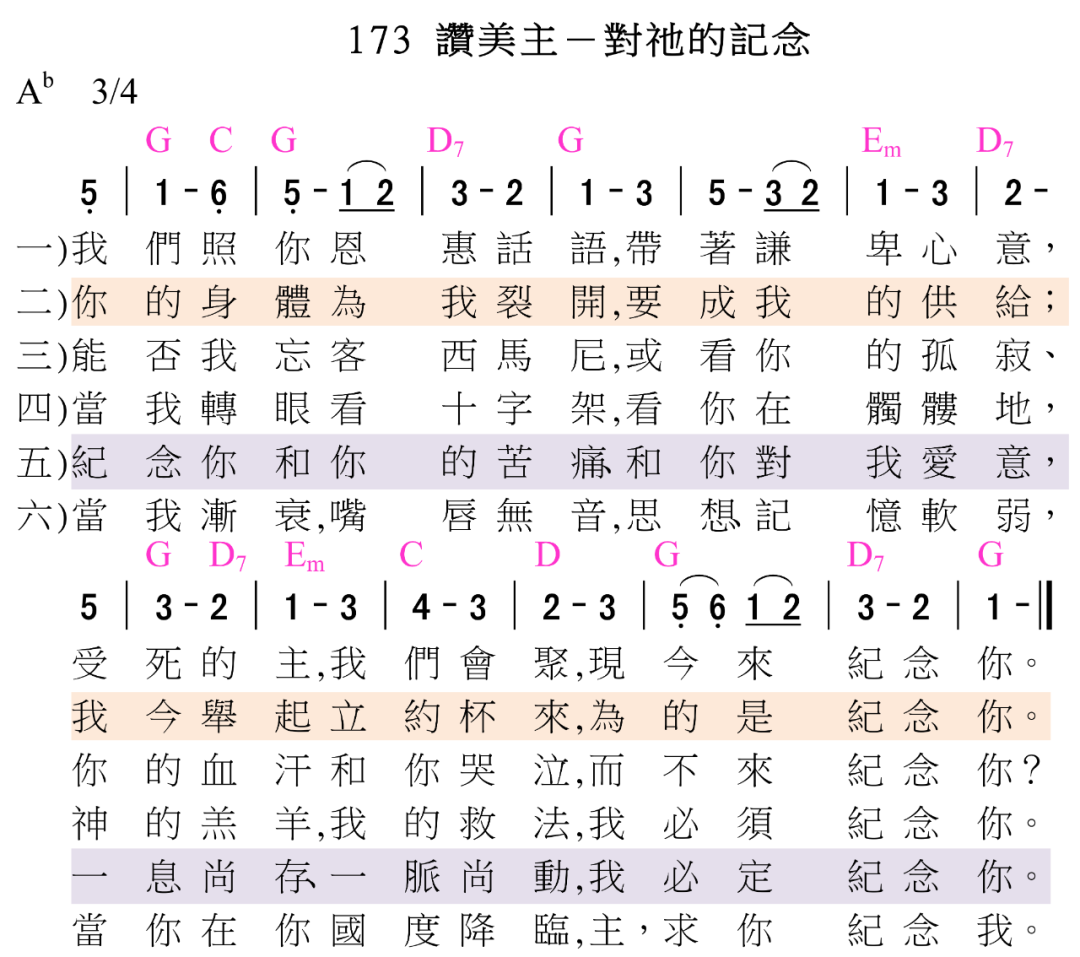 173 讚美主－對祂的記念
A♭ 3/4
G C G D7 G Em D7
5̣ | 1 - 6̣ | 5̣ - 1 2 | 3 - 2 | 1 - 3 | 5 - 3 2 | 1 - 3 | 2 -
一)我們照你恩惠話語,帶著謙卑心意，
二)你的身體為我裂開,要成我的供給；
三)能否我忘客西馬尼,或看你的孤寂、
四)當我轉眼看十字架,看你在髑髏地，
五)紀念你和你的苦痛、和你對我愛意，
六)當我漸衰,嘴唇無音,思想、記憶軟弱，
G D7 Em C D G D7 G
5 | 3 - 2 | 1 - 3 | 4 - 3 | 2 - 3 | 5̣ 6̣ 1 2 | 3 - 2 | 1 - ‖
受死的主,我們會聚,現今來紀念你。
我今舉起立約杯來,為的是紀念你。
你的血汗和你哭泣,而不來紀念你？
神的羔羊,我的救法,我必須紀念你。
一息尚存、一脈尚動,我必定紀念你。
當你在你國度降臨,主，求你紀念我。